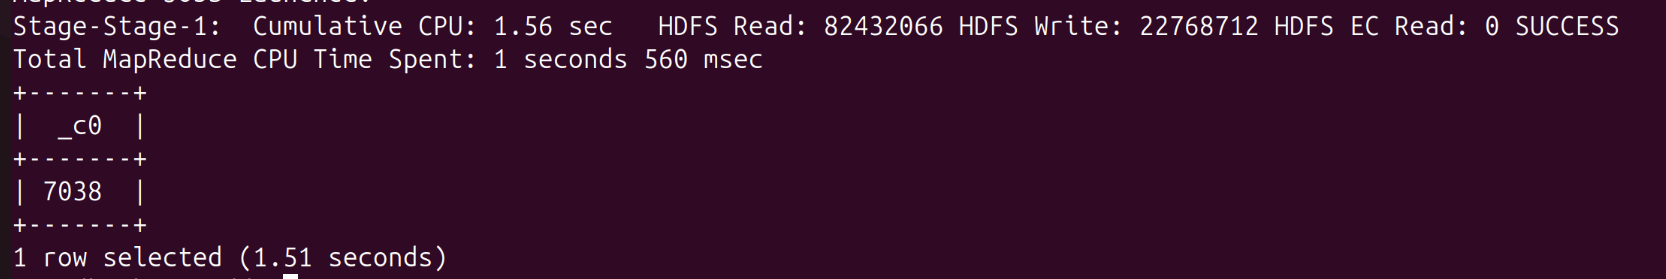 Stage-Stage-1:  Cumulative CPU: 1.56 sec   HDFS Read: 82432066 HDFS Write: 22768712 HDFS EC Read: 0 SUCCESS
Total MapReduce CPU Time Spent: 1 seconds 560 msec
+-------+
|  _c0  |
+-------+
| 7038  |
+-------+
1 row selected (1.51 seconds)